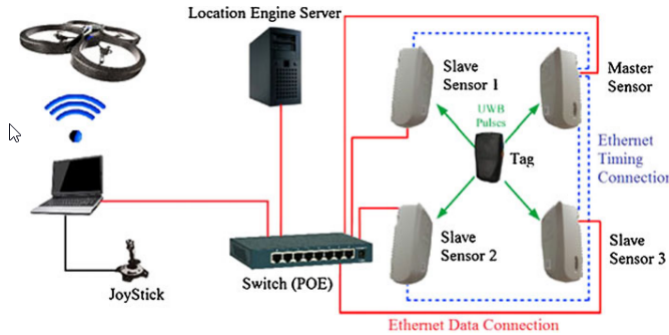 Location Engine Server
Slave
Sensor 1
Master
Sensor
UWB
Pulses
Ethernet
Timing
Connection
Tag
Slave
Sensor 2
Slave
Sensor 3
JoyStick
Switch (POE)
Ethernet Data Connection